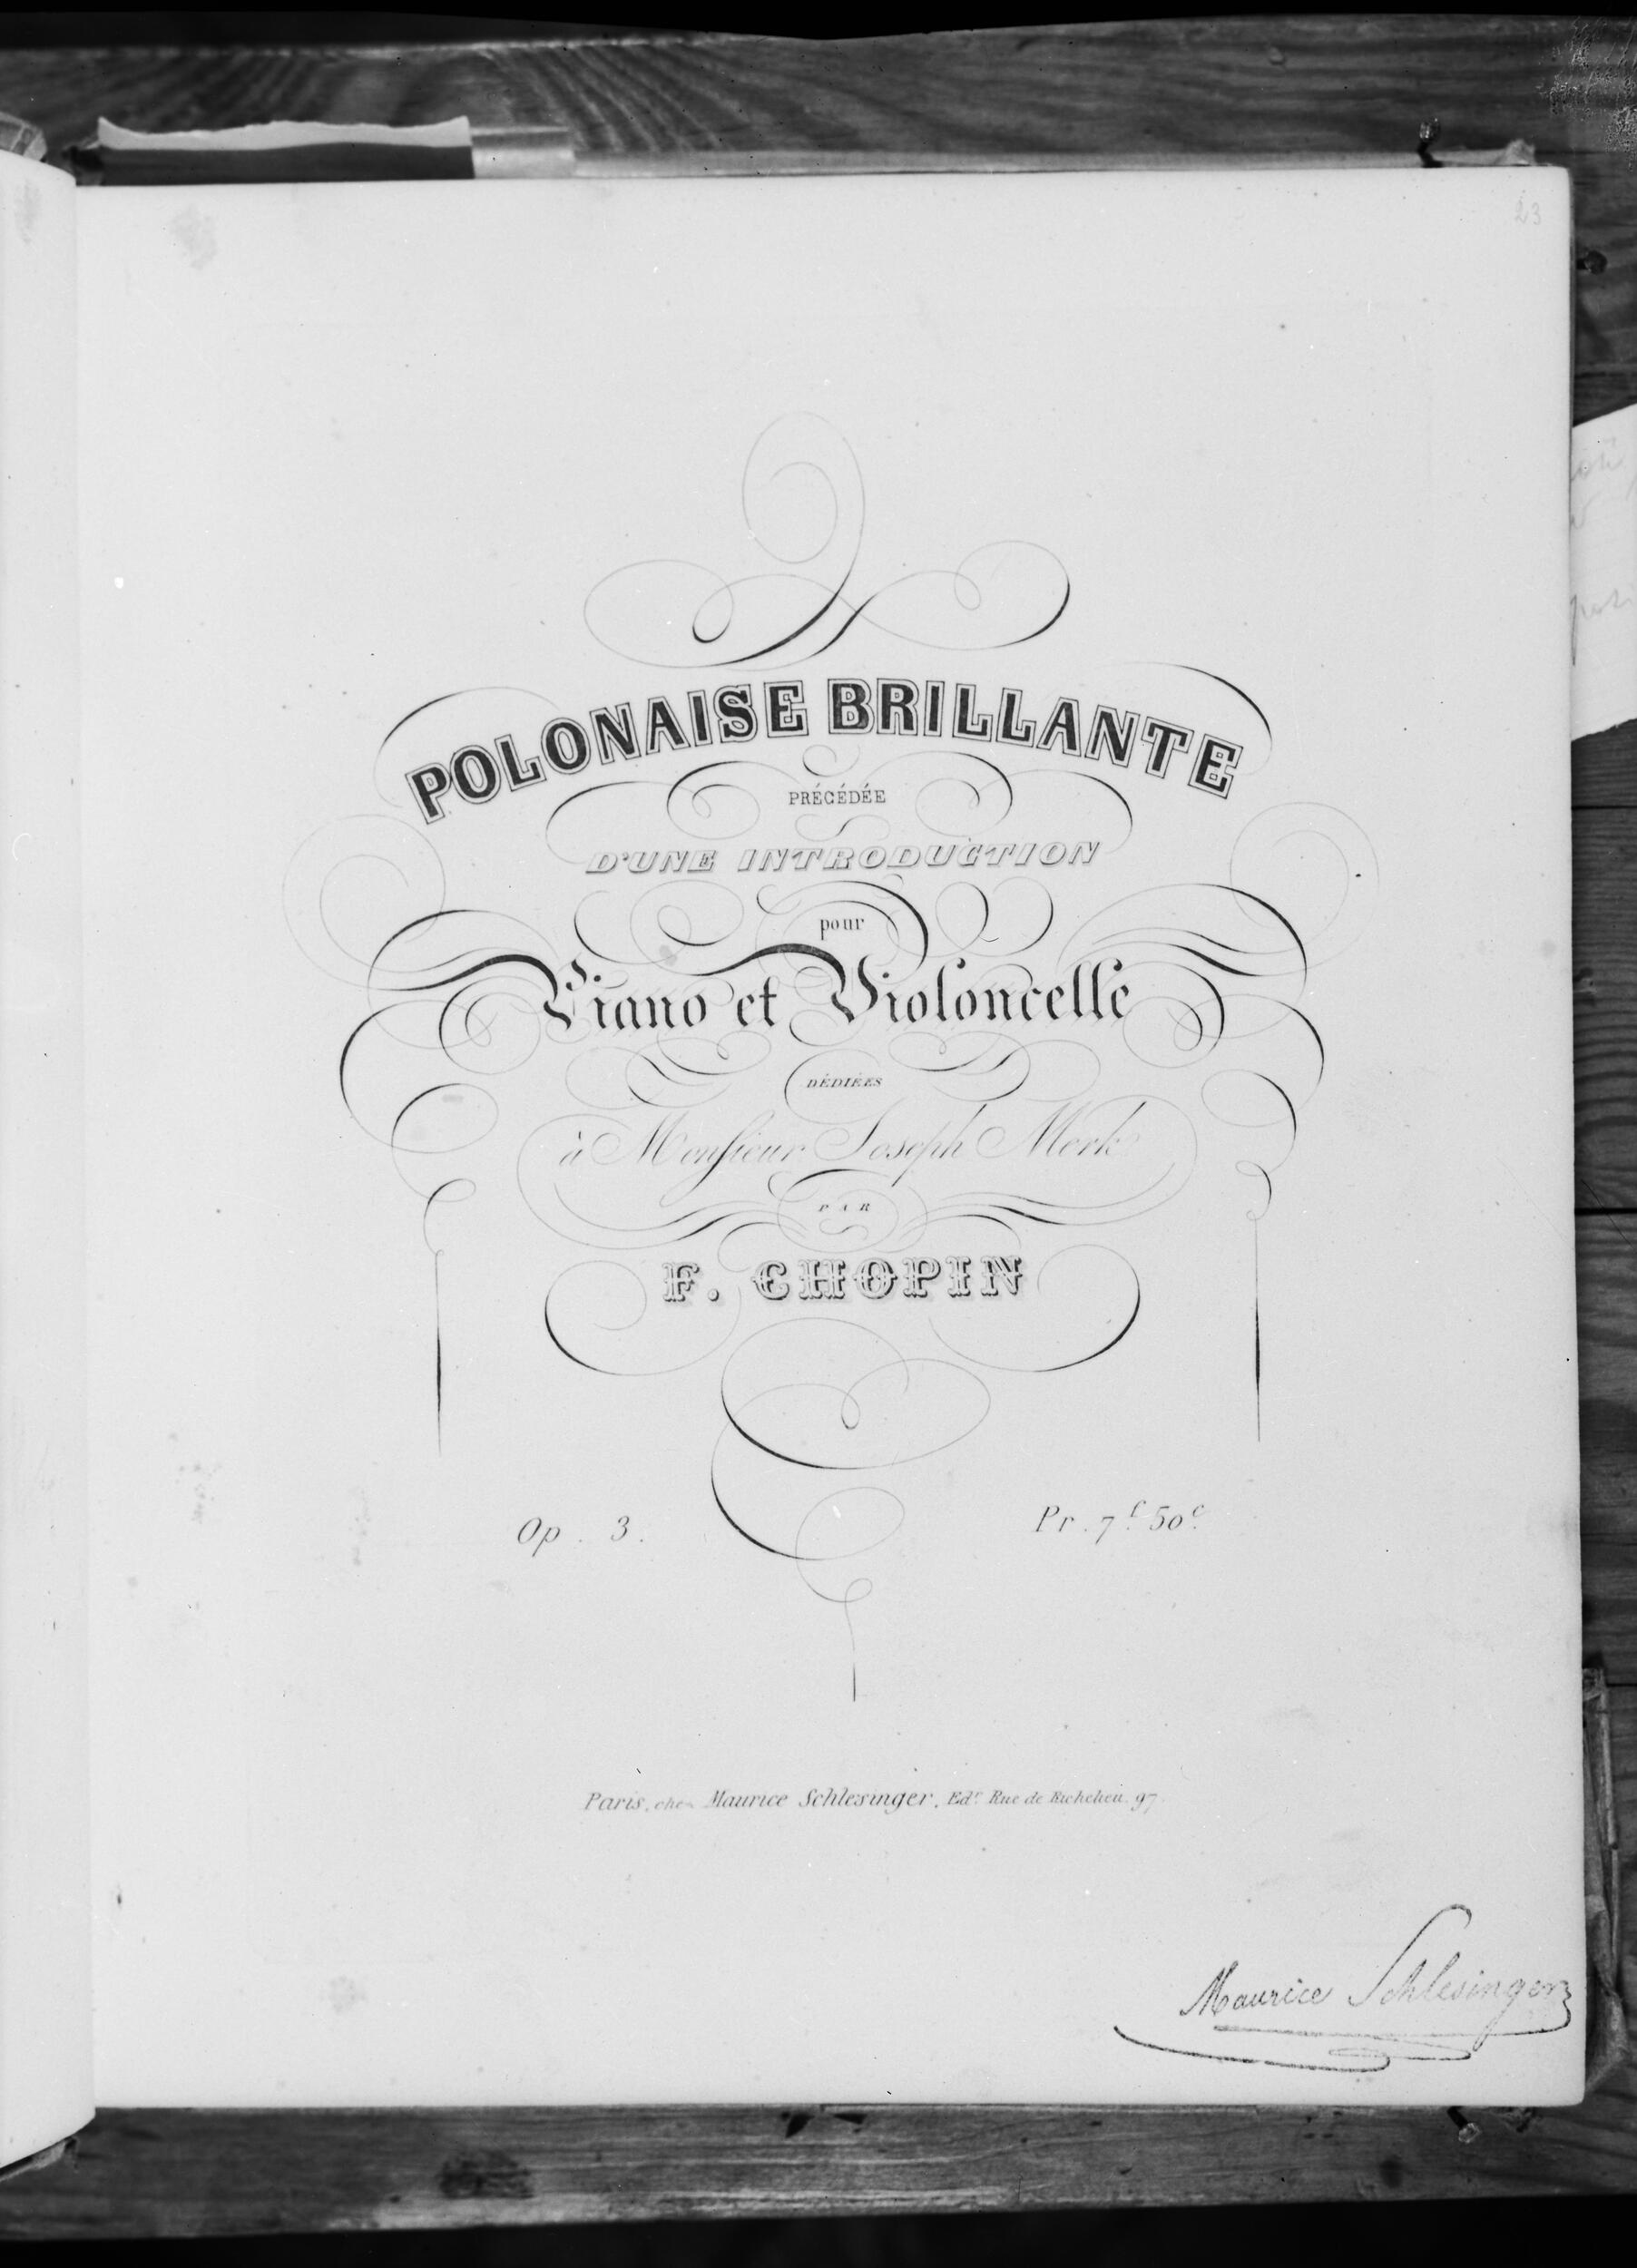 23
POLONAISE BRILLANTE
PRÉCÉDÉE
D'UNE INTRODUCTION
pour
Piano et Violoncelle
DÉDIÉES
à Monsieur Joseph Merk
PAR
F. CHOPIN
Op. 3.
Pr. 7f. 50c.
Paris, chez Maurice Schlesinger, Edr. Rue de Richelieu. 97.
Maurice Schlesinger